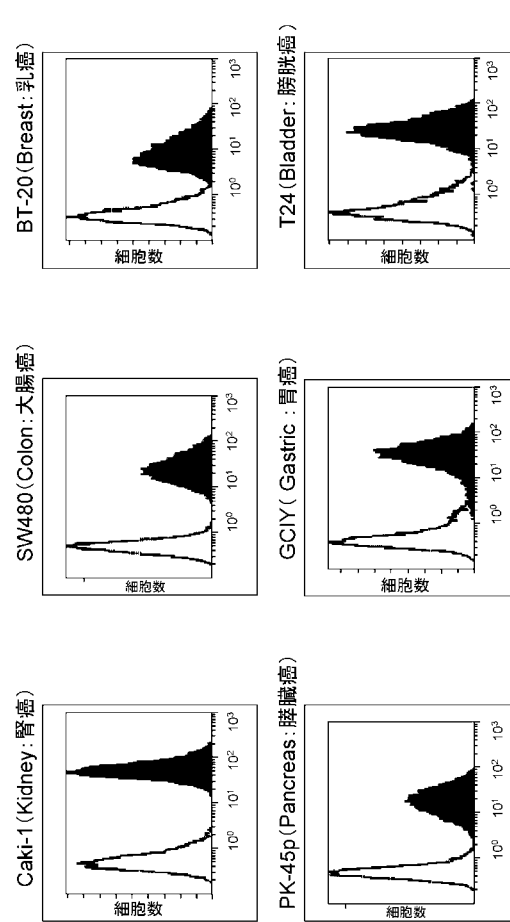 Caki-1 (Kidney: 腎癌)
細胞数
10⁰ 10¹ 10² 10³
SW480 (Colon: 大腸癌)
細胞数
10⁰ 10¹ 10² 10³
BT-20 (Breast: 乳癌)
細胞数
10⁰ 10¹ 10² 10³
PK-45p (Pancreas: 膵臓癌)
細胞数
10⁰ 10¹ 10² 10³
GCIY ( Gastric : 胃癌)
細胞数
10⁰ 10¹ 10² 10³
T24 (Bladder: 膀胱癌)
細胞数
10⁰ 10¹ 10² 10³